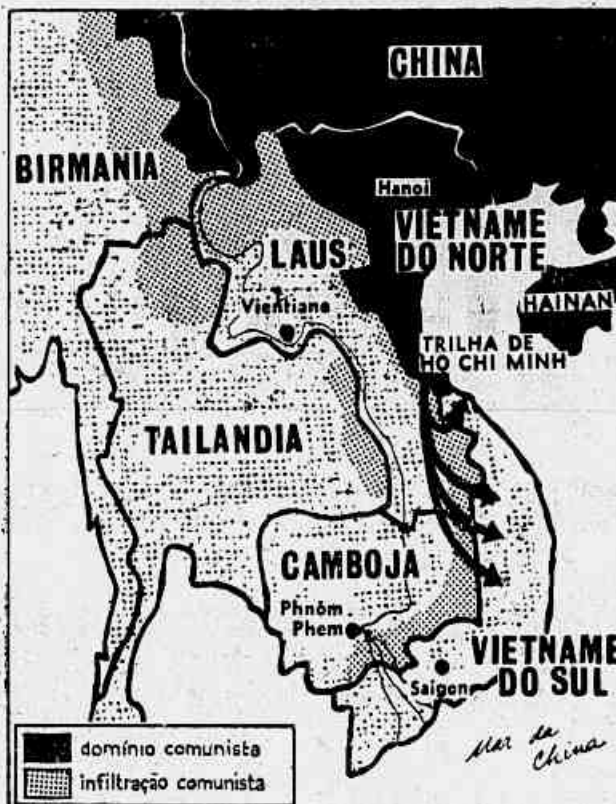 CHINA
BIRMANIA
Hanoi
VIETNAME
DO NORTE
LAUS
HAINAN
Vientiane
TRILHA DE
HO CHI MINH
TAILANDIA
CAMBOJA
Phnôm
Phem
VIETNAME
DO SUL
Saigon
Mar da
China
domínio comunista
infiltração comunista